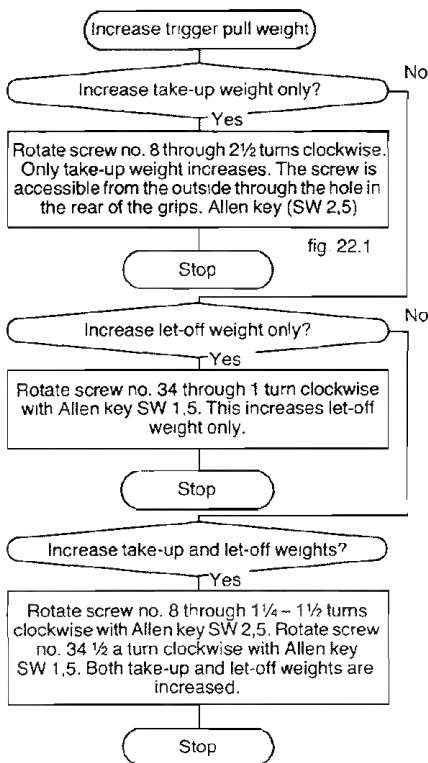 Increase trigger pull weight
Increase take-up weight only?
No
Yes
Rotate screw no. 8 through 2½ turns clockwise.
Only take-up weight increases. The screw is
accessible from the outside through the hole in
the rear of the grips. Allen key (SW 2,5)
fig. 22.1
Stop
No
Increase let-off weight only?
Yes
Rotate screw no. 34 through 1 turn clockwise
with Allen key SW 1,5. This increases let-off
weight only.
Stop
Increase take-up and let-off weights?
Yes
Rotate screw no. 8 through 1¼ – 1½ turns
clockwise with Allen key SW 2,5. Rotate screw
no. 34 ½ a turn clockwise with Allen key
SW 1,5. Both take-up and let-off weights are
increased.
Stop